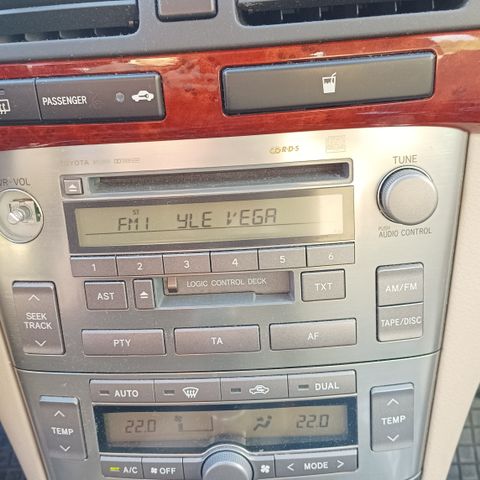 PASSENGER
TOYOTA
R·D·S
PWR·VOL
TUNE
ST
FM1 YLE VEGA
PUSH
AUDIO CONTROL
1 2 3 4 5 6
LOGIC CONTROL DECK
AST TXT AM/FM
SEEK
TRACK
TAPE/DISC
PTY TA AF
AUTO DUAL
22.0 22.0
TEMP TEMP
A/C OFF < MODE >